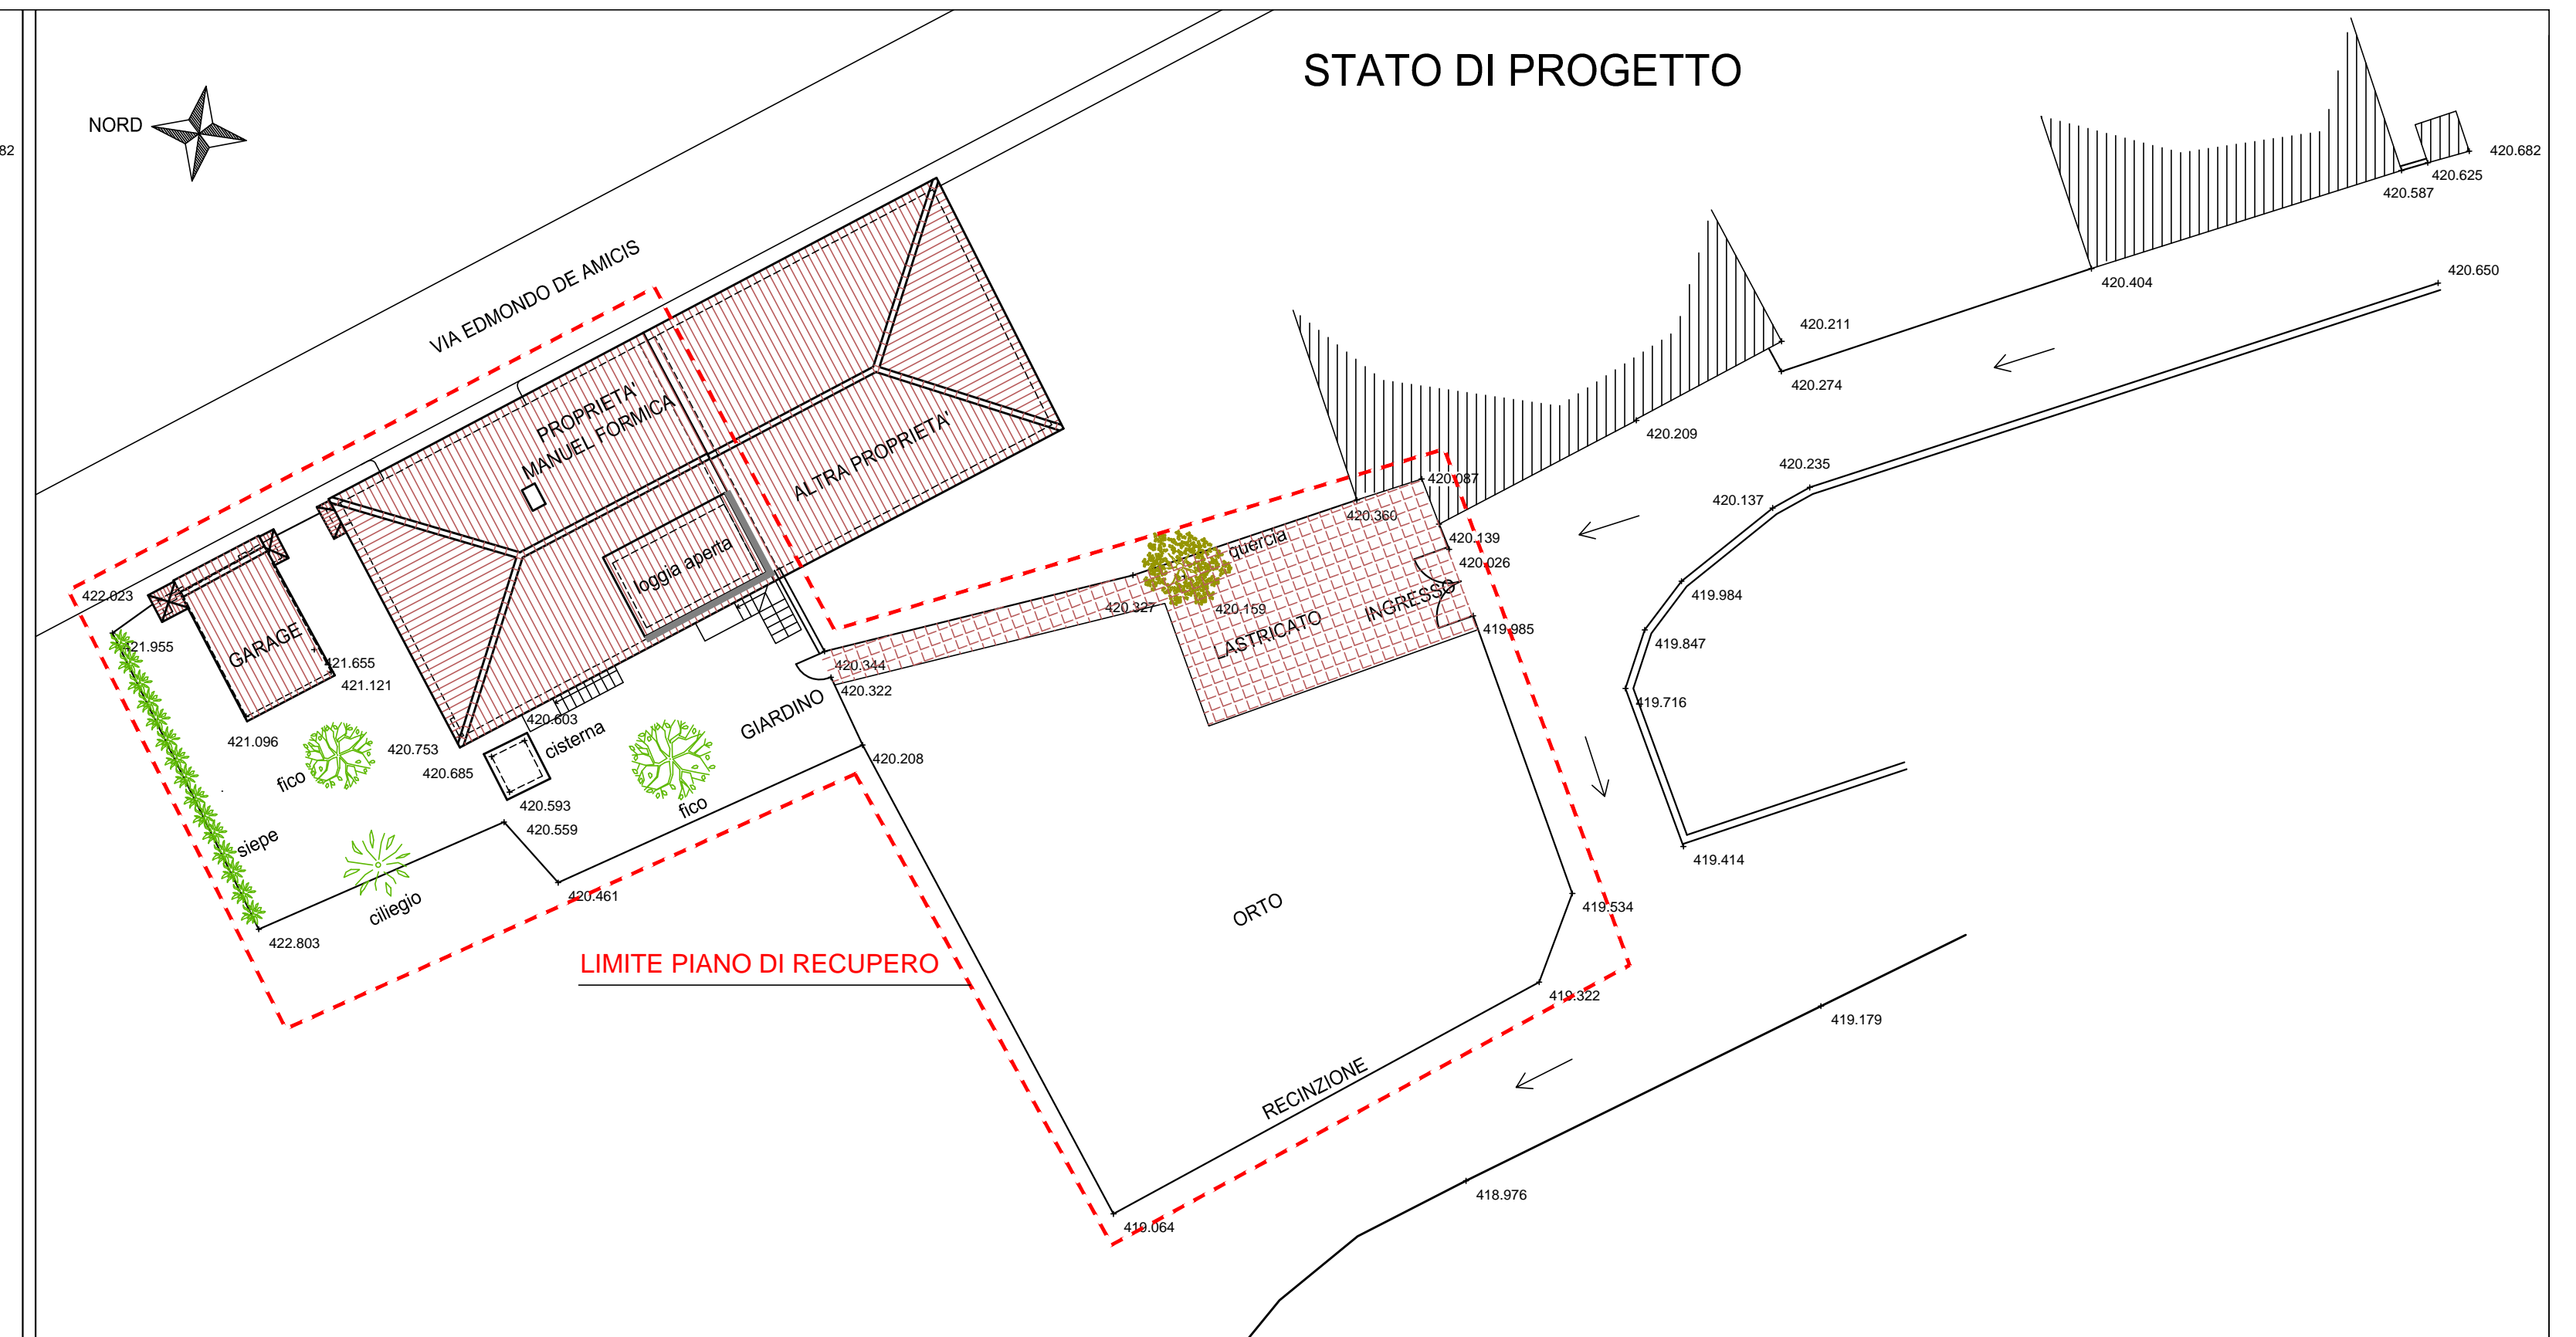 STATO DI PROGETTO
NORD
82
VIA EDMONDO DE AMICIS
PROPRIETA'
MANUEL FORMICA
ALTRA PROPRIETA'
loggia aperta
GARAGE
GIARDINO
cisterna
fico
fico
siepe
ciliegio
quercia
LASTRICATO
INGRESSO
ORTO
RECINZIONE
LIMITE PIANO DI RECUPERO
420.682
420.625
420.587
420.650
420.404
420.211
420.274
420.209
420.235
420.137
420.087
420.360
420.139
420.026
419.984
419.985
419.847
419.716
419.414
420.327
420.159
420.344
420.322
420.208
422.023
421.955
421.655
421.121
421.096
420.603
420.753
420.685
420.593
420.559
420.461
422.803
419.534
419.322
419.179
418.976
419.064